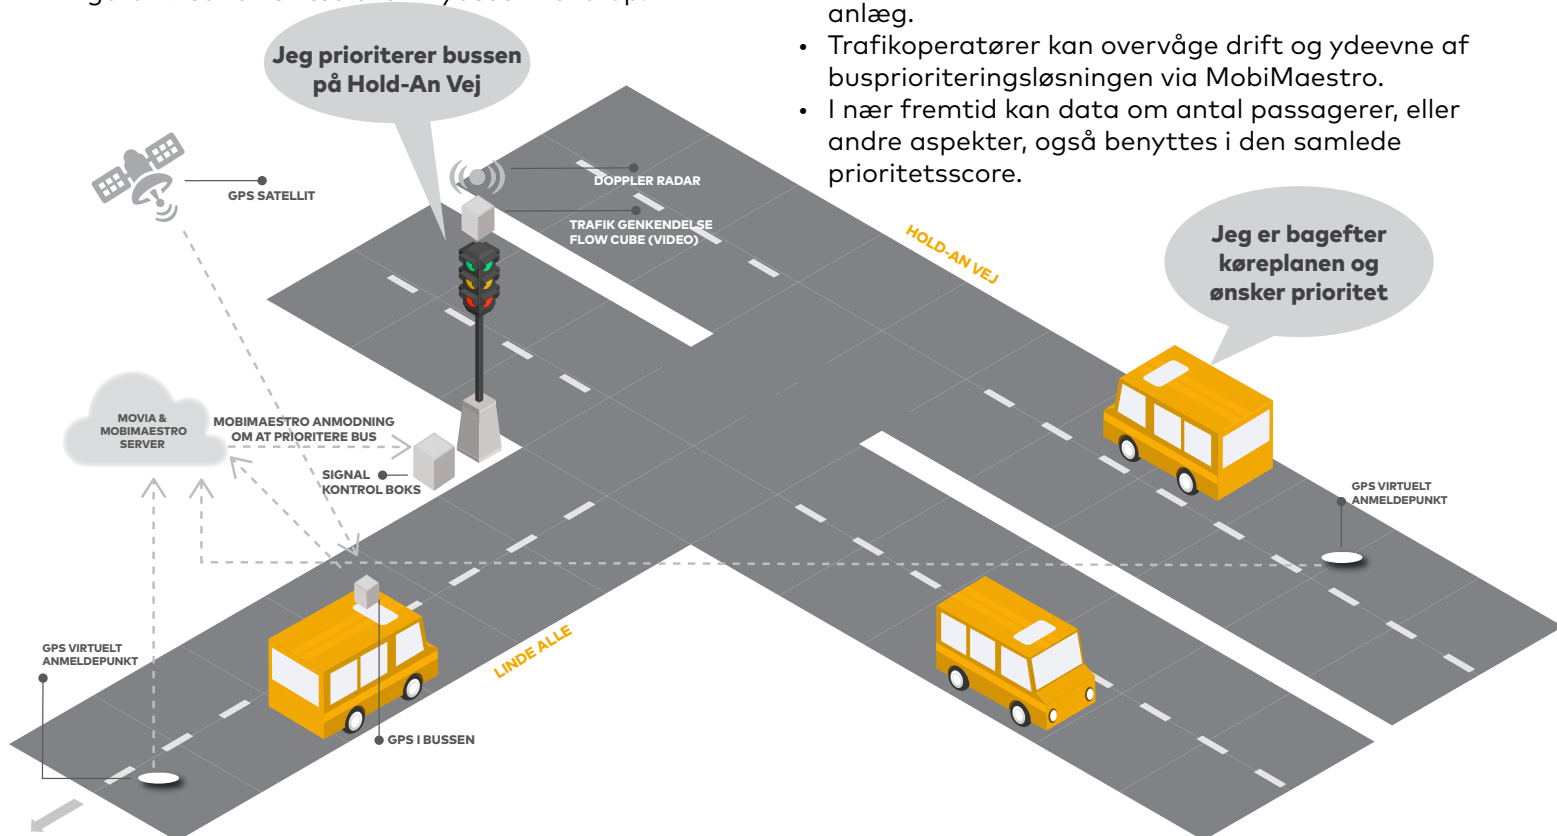 anlæg.
• Trafikoperatører kan overvåge drift og ydeevne af
busprioriteringsløsningen via MobiMaestro.
• I nær fremtid kan data om antal passagerer, eller
andre aspekter, også benyttes i den samlede
prioritetsscore.
Jeg prioriterer bussen
på Hold-An Vej
GPS SATELLIT
DOPPLER RADAR
TRAFIK GENKENDELSE
FLOW CUBE (VIDEO)
HOLD-AN VEJ
Jeg er bagefter
køreplanen og
ønsker prioritet
MOVIA &
MOBIMAESTRO
SERVER
MOBIMAESTRO ANMODNING
OM AT PRIORITERE BUS
SIGNAL
KONTROL BOKS
GPS VIRTUELT
ANMELDEPUNKT
LINDE ALLE
GPS VIRTUELT
ANMELDEPUNKT
GPS I BUSSEN